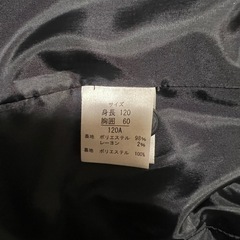 サイズ
身長 120
胸囲 60
120A
表地 ポリエステル 98%
レーヨン 2%
裏地 ポリエステル 100%